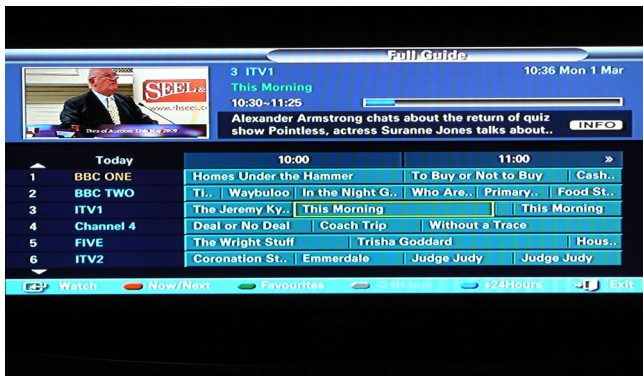 Full Guide
3 ITV1
10:36 Mon 1 Mar
This Morning
10:30~11:25
Alexander Armstrong chats about the return of quiz
show Pointless, actress Suranne Jones talks about..
INFO
SEEL &
Today 10:00 11:00 »
1 BBC ONE Homes Under the Hammer To Buy or Not to Buy Cash..
2 BBC TWO Ti.. Waybuloo In the Night G.. Who Are.. Primary.. Food St..
3 ITV1 The Jeremy Ky.. This Morning This Morning
4 Channel 4 Deal or No Deal Coach Trip Without a Trace
5 FIVE The Wright Stuff Trisha Goddard Hous..
6 ITV2 Coronation St.. Emmerdale Judge Judy Judge Judy
Watch Now/Next Favourites -24Hours +24Hours Exit